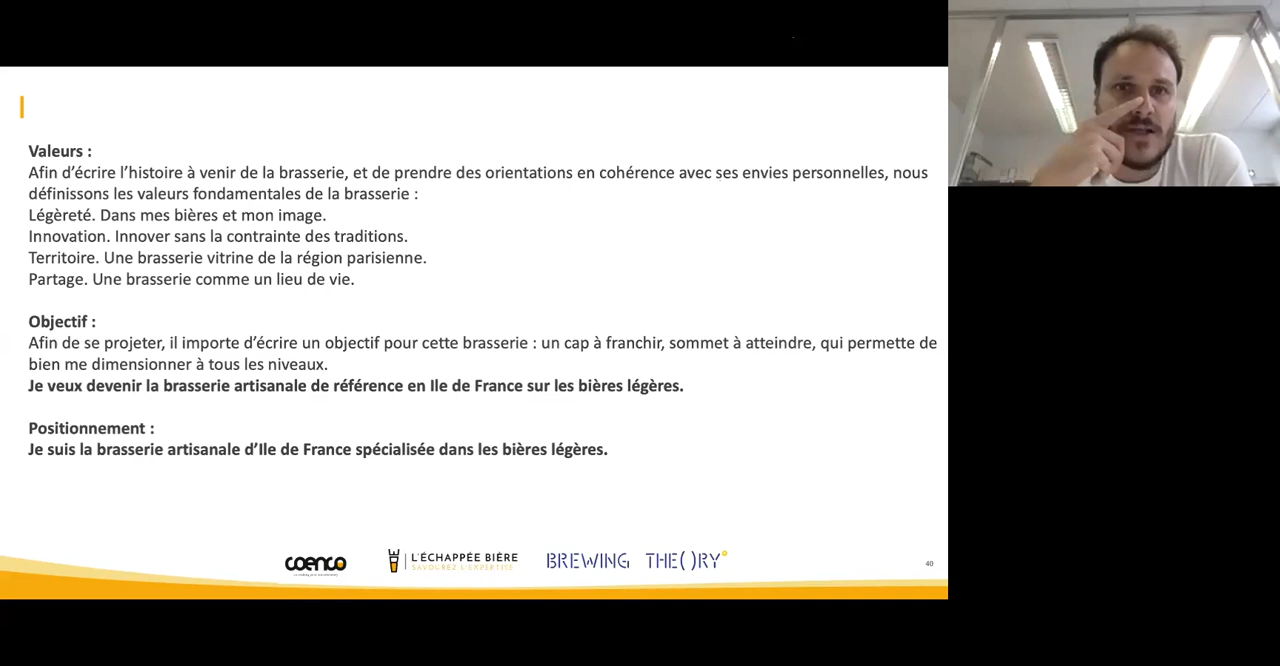 Valeurs :
Afin d’écrire l’histoire à venir de la brasserie, et de prendre des orientations en cohérence avec ses envies personnelles, nous
définissons les valeurs fondamentales de la brasserie :
Légèreté. Dans mes bières et mon image.
Innovation. Innover sans la contrainte des traditions.
Territoire. Une brasserie vitrine de la région parisienne.
Partage. Une brasserie comme un lieu de vie.
Objectif :
Afin de se projeter, il importe d’écrire un objectif pour cette brasserie : un cap à franchir, sommet à atteindre, qui permette de
bien me dimensionner à tous les niveaux.
Je veux devenir la brasserie artisanale de référence en Ile de France sur les bières légères.
Positionnement :
Je suis la brasserie artisanale d’Ile de France spécialisée dans les bières légères.
coenco
L'ÉCHAPPÉE BIÈRE
SAVOUREZ L'EXPERTISE
BREWING THE()RY
40